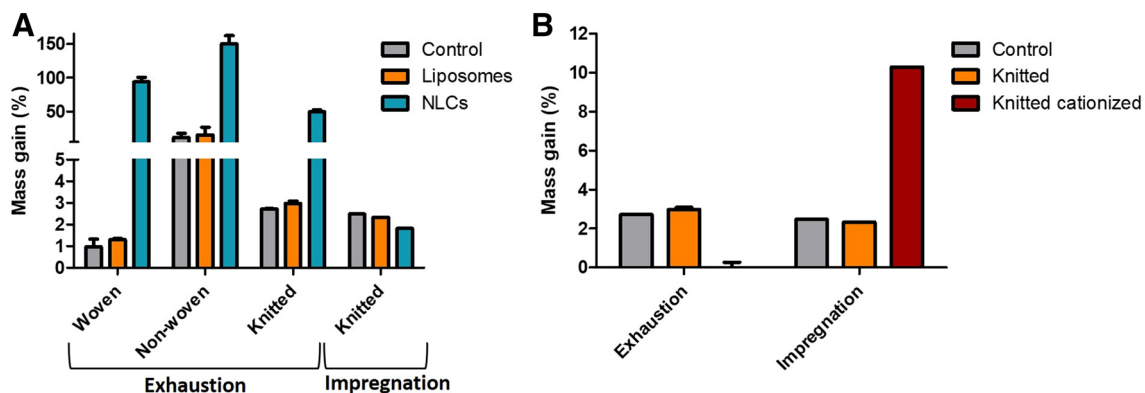 A
Mass gain (%)
150
100
50
5
4
3
2
1
0
Control
Liposomes
NLCs
Woven
Non-woven
Knitted
Knitted
Exhaustion
Impregnation
B
Mass gain (%)
12
10
8
6
4
2
0
Control
Knitted
Knitted cationized
Exhaustion
Impregnation